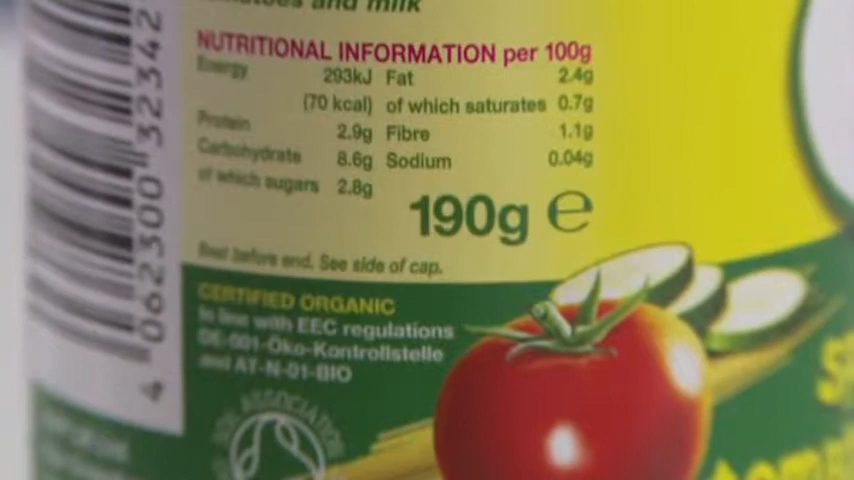 and milk
NUTRITIONAL INFORMATION per 100g
Energy 293kJ Fat 2.4g
(70 kcal) of which saturates 0.7g
Protein 2.9g Fibre 1.1g
Carbohydrate 8.6g Sodium 0.04g
of which sugars 2.8g
190g e
Best before end. See side of cap.
CERTIFIED ORGANIC
In line with EEC regulations
DE-001-Öko-Kontrollstelle
and AT-N-01-BIO
ASSOCIATION
4 062300 32342